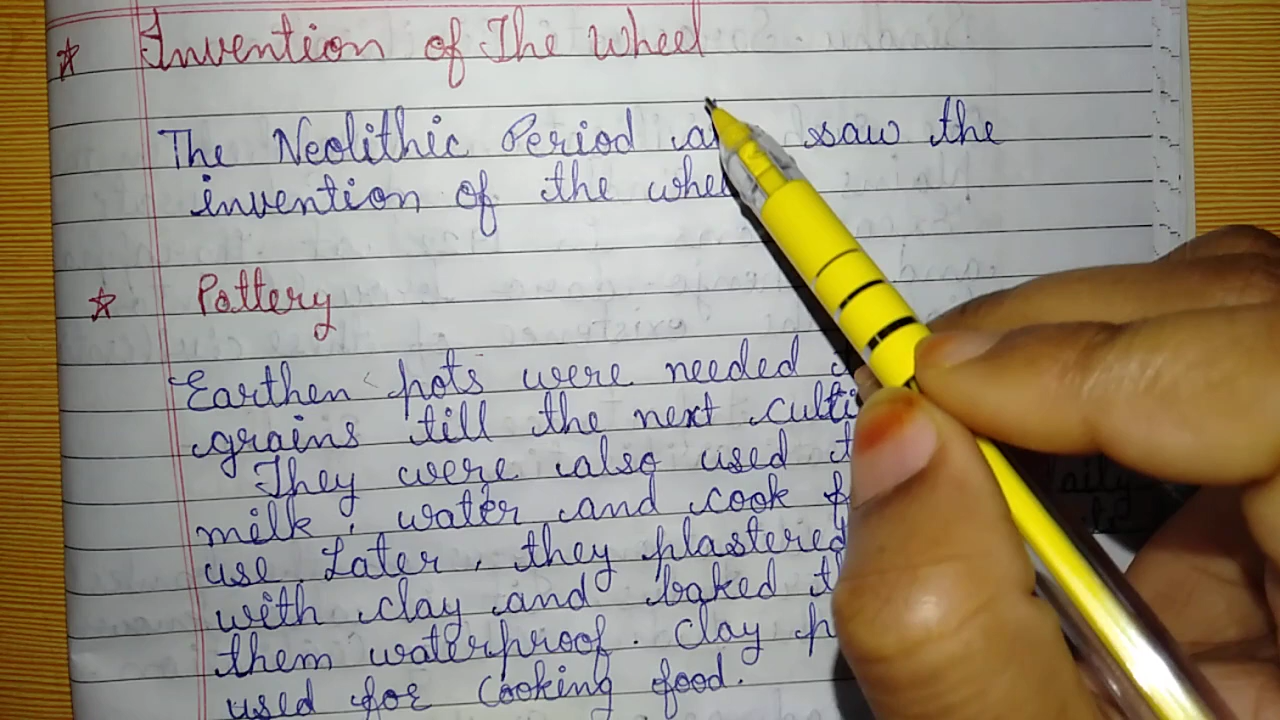 Invention of The Wheel
The Neolithic Period saw the
invention of the
Pottery
Earthen pots were needed
grains till the next
They were also used
milk, water and cook
use. Later, they plastered
with clay and baked
them waterproof. Clay
used for cooking food.